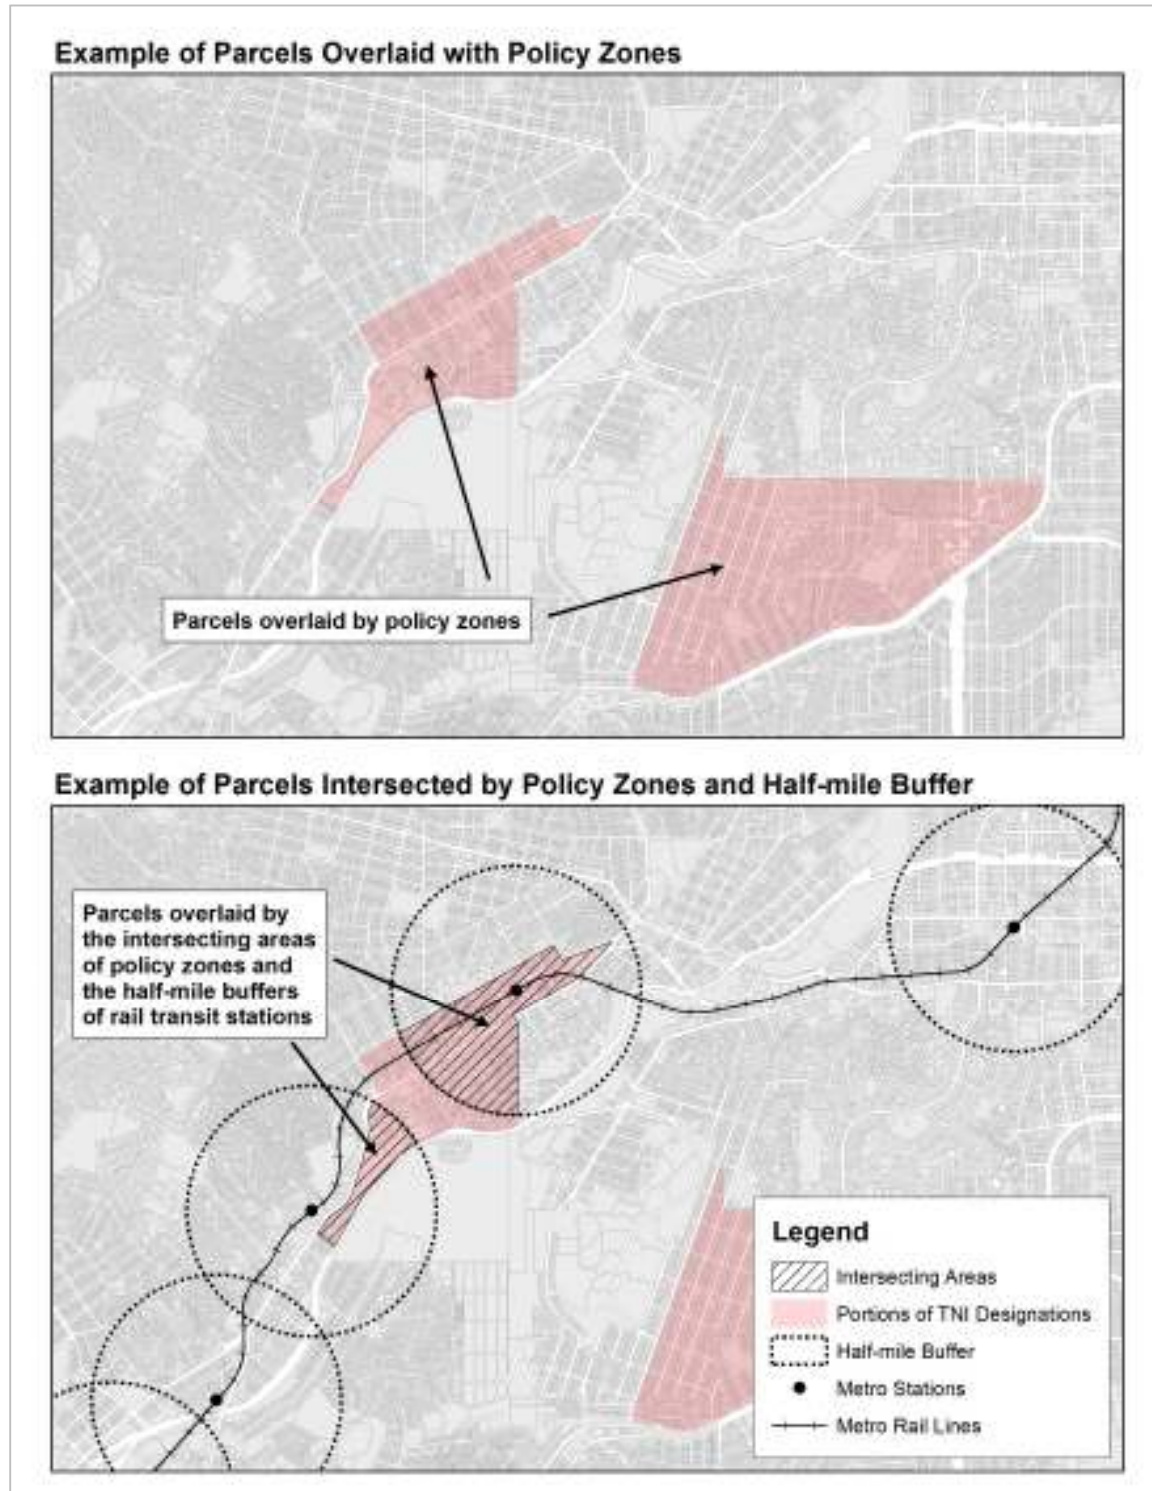 Example of Parcels Overlaid with Policy Zones
Parcels overlaid by policy zones
Example of Parcels Intersected by Policy Zones and Half-mile Buffer
Parcels overlaid by
the intersecting areas
of policy zones and
the half-mile buffers
of rail transit stations
Legend
Intersecting Areas
Portions of TNI Designations
Half-mile Buffer
Metro Stations
Metro Rail Lines